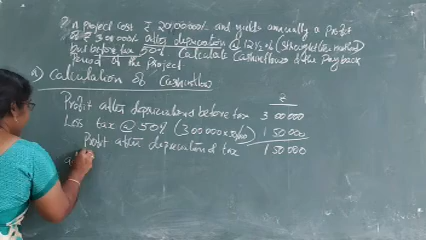 A project cost ₹ 20,00,000/- and yields annually a Profit
of ₹ 300000/- after depreciation @ 12½% (straight line method)
but before tax 50% Calculate Cashinflows & the Payback
Period of the Project
a) Calculation of Cashinflow
₹
Profit after depreciations before tax 3 00 000
Less tax @ 50% (3 00 000 x 50/100) 1 50 000
Profit after depreciation & tax 1 50 000